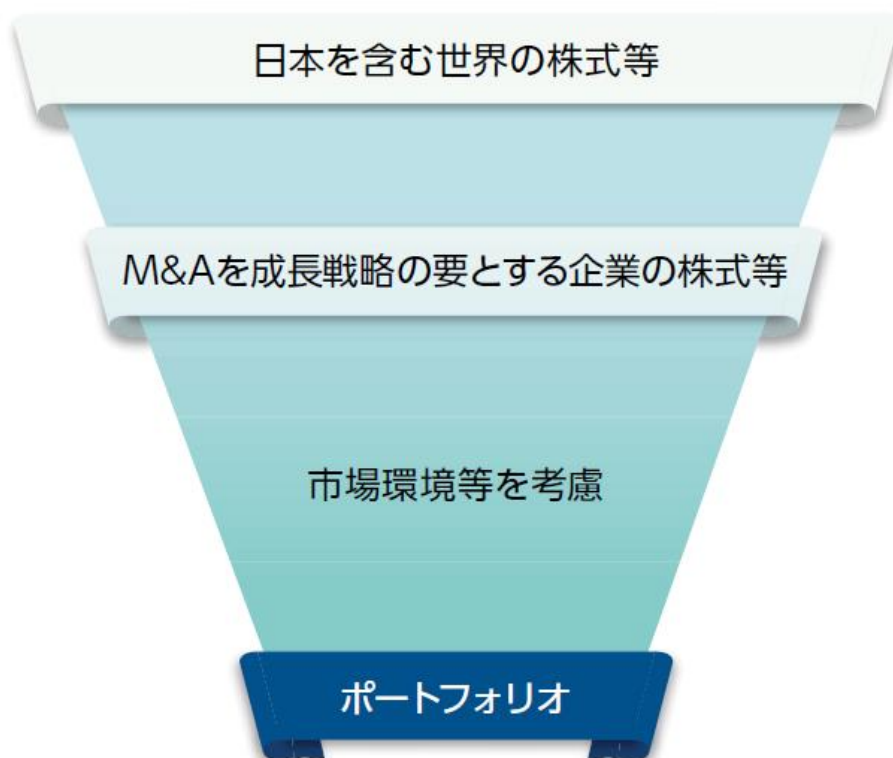 日本を含む世界の株式等
M&Aを成長戦略の要とする企業の株式等
市場環境等を考慮
ポートフォリオ